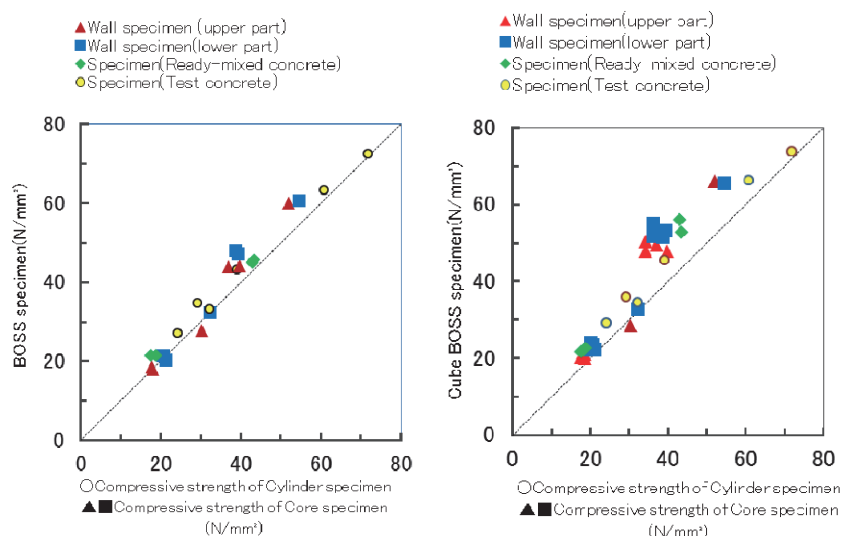 ▲Wall specimen (upper part)
■Wall specimen(lower part)
◆Specimen(Ready-mixed concrete)
○Specimen(Test concrete)
BOSS specimen(N/mm²)
80
60
40
20
0
0 20 40 60 80
○Compressive strength of Cylinder specimen
▲■Compressive strength of Core specimen
(N/mm²)
▲Wall specimen(upper part)
■Wall specimen(lower part)
◆Specimen(Ready-mixed concrete)
○Specimen(Test concrete)
Cube BOSS specimen(N/mm²)
80
60
40
20
0
0 20 40 60 80
○Compressive strength of Cylinder specimen
▲■Compressive strength of Core specimen
(N/mm²)